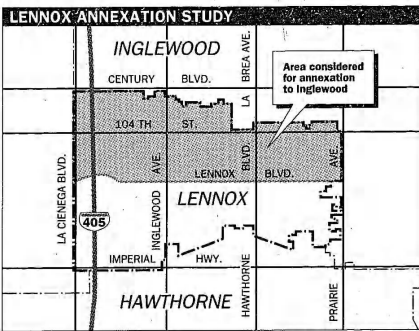 LENNOX ANNEXATION STUDY
INGLEWOOD
CENTURY BLVD.
LA BREA AVE.
Area considered
for annexation
to Inglewood
104 TH ST.
LA CIENEGA BLVD.
INGLEWOOD AVE.
HAWTHORNE BLVD.
PRAIRIE AVE.
LENNOX BLVD.
LENNOX
405
IMPERIAL HWY.
HAWTHORNE